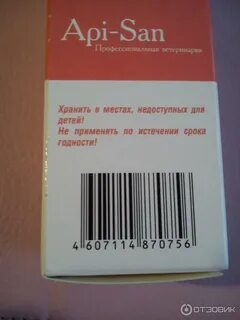 Api-San
Профессиональная ветеринария
Хранить в местах, недоступных для
детей!
Не применять по истечении срока
годности!
4 607114 870756
ОТЗОВИК